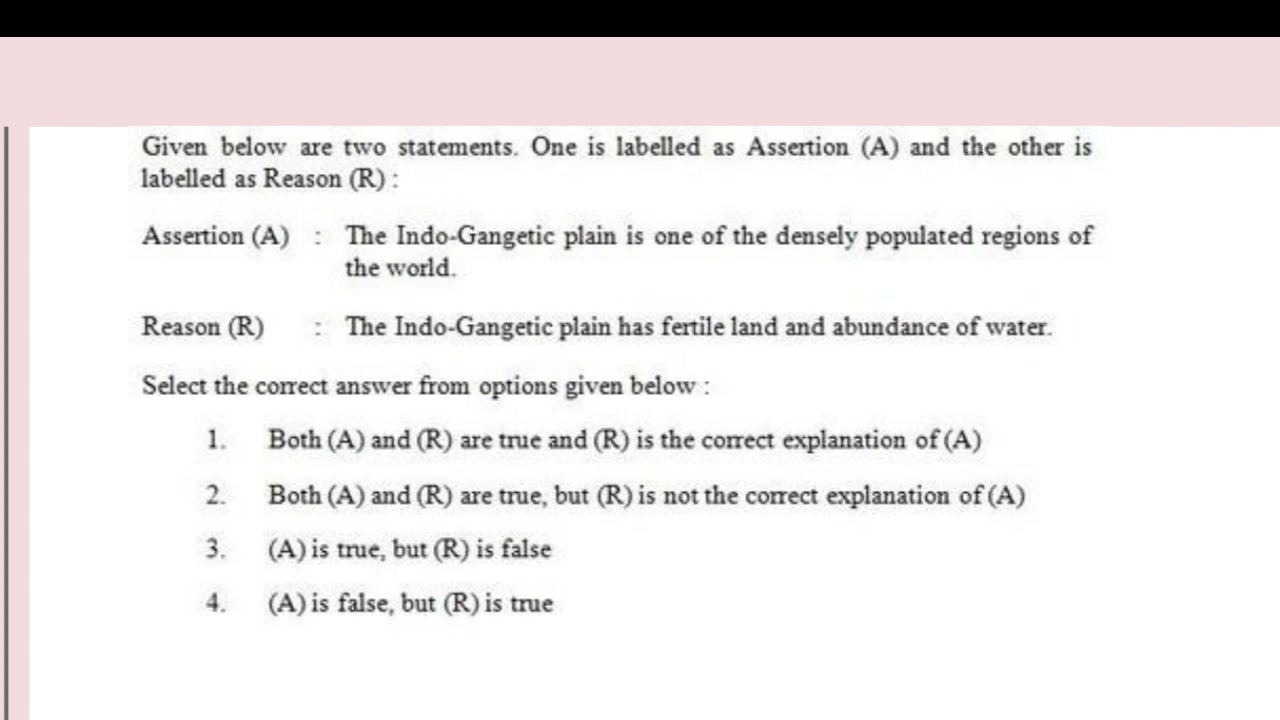 Given below are two statements. One is labelled as Assertion (A) and the other is
labelled as Reason (R) :
Assertion (A) : The Indo-Gangetic plain is one of the densely populated regions of
the world.
Reason (R) : The Indo-Gangetic plain has fertile land and abundance of water.
Select the correct answer from options given below :
1. Both (A) and (R) are true and (R) is the correct explanation of (A)
2. Both (A) and (R) are true, but (R) is not the correct explanation of (A)
3. (A) is true, but (R) is false
4. (A) is false, but (R) is true